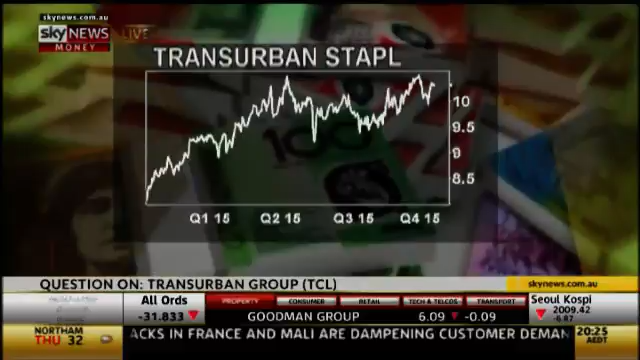 skynews.com.au
sky NEWS LIVE
MONEY
TRANSURBAN STAPL
10
9.5
9
8.5
Q1 15 Q2 15 Q3 15 Q4 15
QUESTION ON: TRANSURBAN GROUP (TCL)
skynews.com.au
All Ords PROPERTY CONSUMER RETAIL TECH & TELCOS TRANSPORT Seoul Kospi
-31.833 GOODMAN GROUP 6.09 -0.09 2009.42
-6.87
NORTHAM
THU 32 ACKS IN FRANCE AND MALI ARE DAMPENING CUSTOMER DEMAN 20:25
AEDT